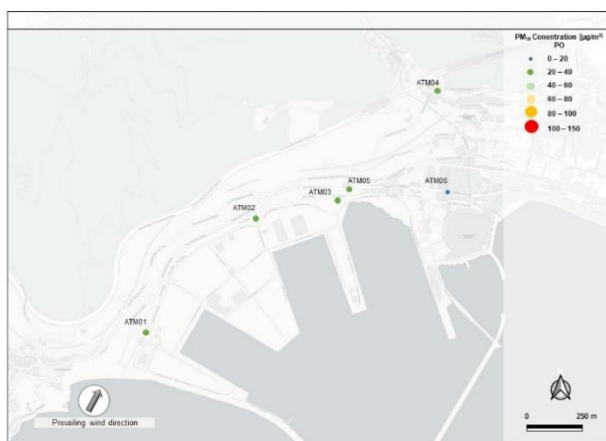 PM₁₀ Conentration [µg/m³]
PO
0 – 20
20 – 40
40 – 60
60 – 80
80 – 100
100 – 150
ATM04
ATM05
ATM06
ATM03
ATM02
ATM01
Prevailing wind direction
0 250 m